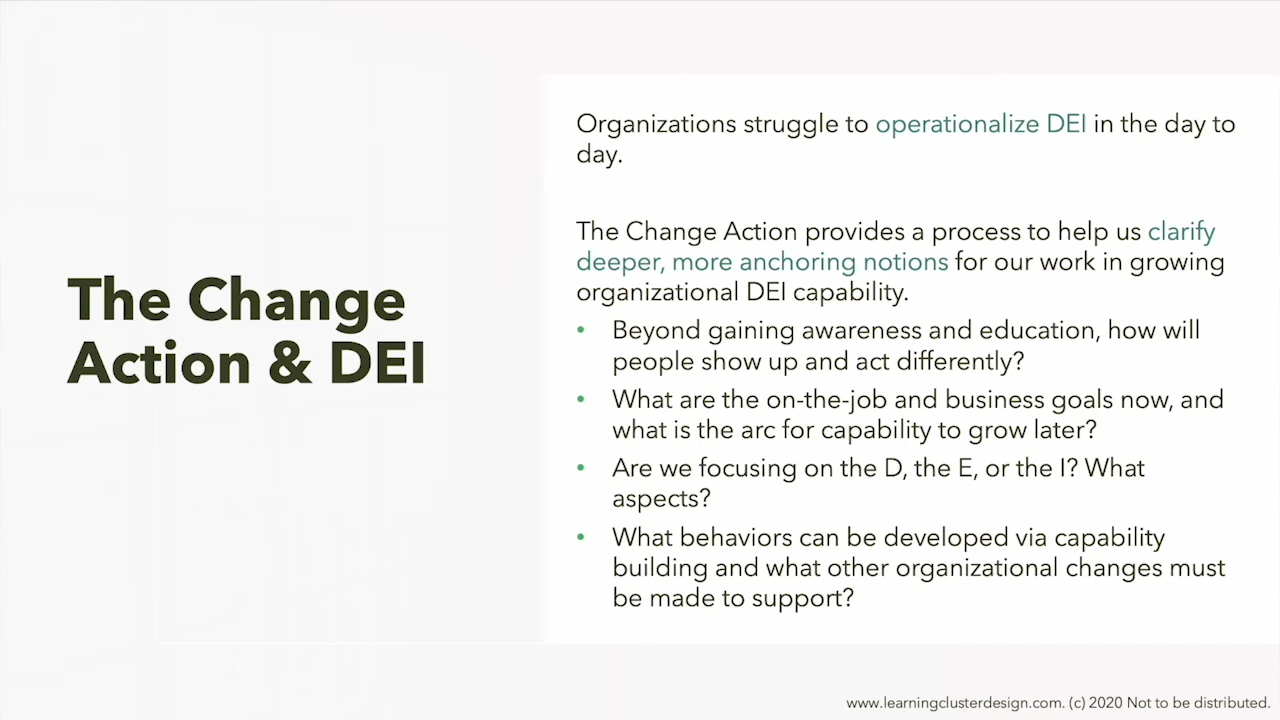 The Change
Action & DEI
Organizations struggle to operationalize DEI in the day to
day.
The Change Action provides a process to help us clarify
deeper, more anchoring notions for our work in growing
organizational DEI capability.
• Beyond gaining awareness and education, how will
people show up and act differently?
• What are the on-the-job and business goals now, and
what is the arc for capability to grow later?
• Are we focusing on the D, the E, or the I? What
aspects?
• What behaviors can be developed via capability
building and what other organizational changes must
be made to support?
www.learningclusterdesign.com. (c) 2020 Not to be distributed.